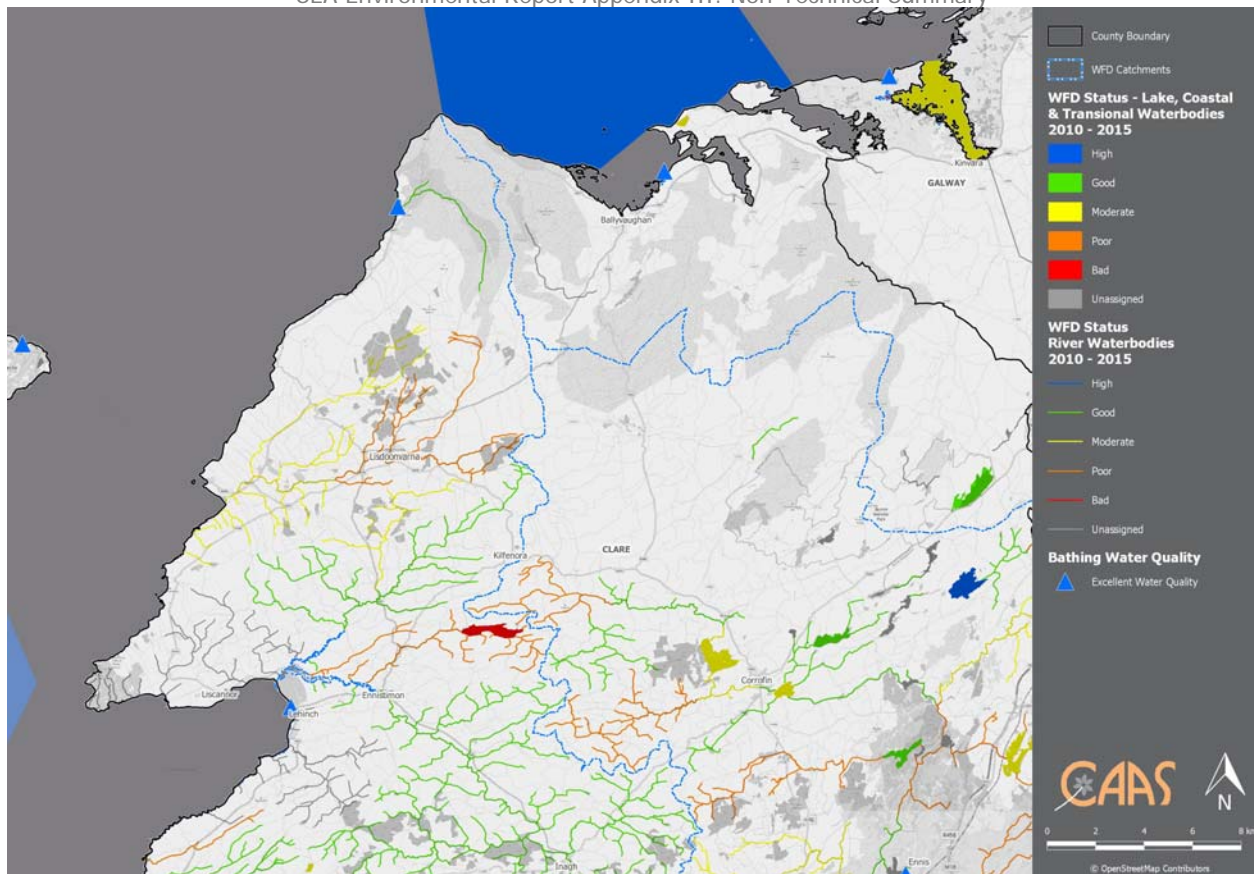 SEA Environmental Report Appendix III: Non-Technical Summary
County Boundary
WFD Catchments
WFD Status - Lake, Coastal
& Transional Waterbodies
2010 - 2015
High
Good
Moderate
Poor
Bad
Unassigned
WFD Status
River Waterbodies
2010 - 2015
High
Good
Moderate
Poor
Bad
Unassigned
Bathing Water Quality
Excellent Water Quality
Kinvara
GALWAY
Ballyvaughan
Lisdoonvarna
Kilfenora
CLARE
Liscannor
Ennistimon
Lehinch
Corrofin
Inagh
Ennis
CAAS
N
0 2 4 6 8 km
© OpenStreetMap Contributors